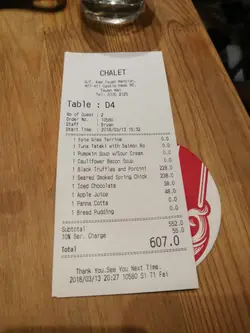 CHALET
Table : D4
No of Guest : 2
Order No. : 10580
Staff : Bryan
Start Time : 2018/03/13 18:52
1 Foie Gras Terrine 0.0
1 Tuna Tataki with Salmon Ro 0.0
1 Pumpkin Soup w/Sour Cream 0.0
1 Cauliflower Bacon Soup 0.0
1 Black Truffles and Porcini 228.0
1 Seared Smoked Spring Chick 238.0
1 Iced Chocolate 38.0
1 Apple Juice 48.0
1 Panna Cotta 0.0
1 Bread Pudding 0.0
Subtotal 552.0
10% Ser. Charge 55.0
Total 607.0
Thank You.See You Next Time.
2018/03/13 20:27 10580 S1 T1 Fa1